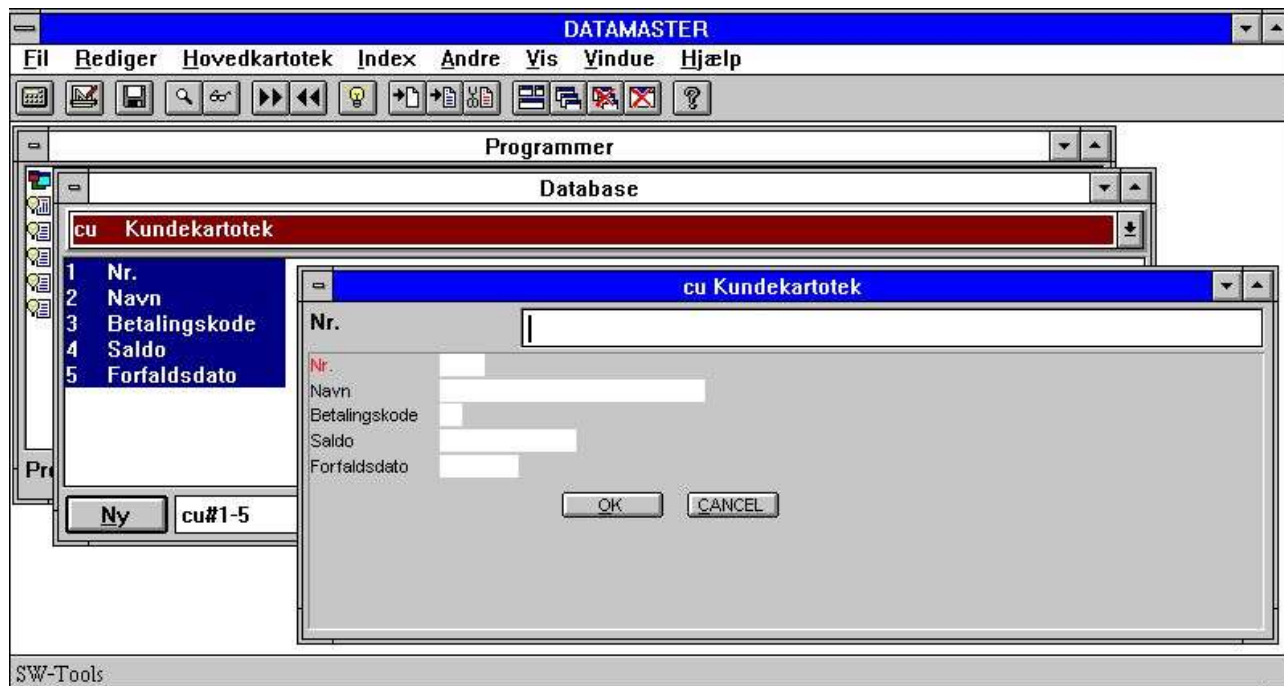 DATAMASTER
Fil Rediger Hovedkartotek Index Andre Vis Vindue Hjælp
Programmer
Database
cu Kundekartotek
1 Nr.
2 Navn
3 Betalingskode
4 Saldo
5 Forfaldsdato
Ny cu#1-5
cu Kundekartotek
Nr.
Nr.
Navn
Betalingskode
Saldo
Forfaldsdato
OK CANCEL
SW-Tools